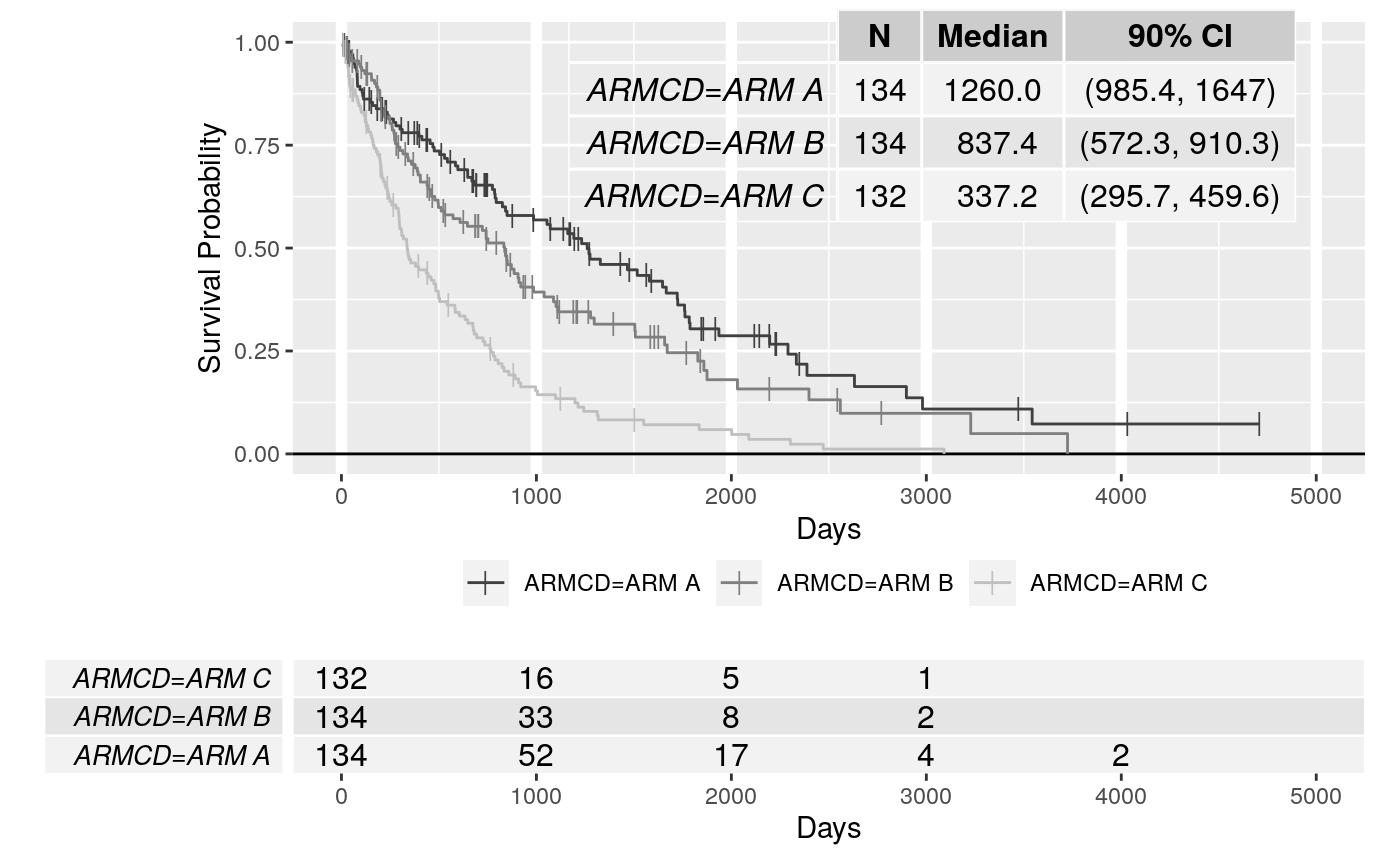 N Median 90% CI
ARMCD=ARM A 134 1260.0 (985.4, 1647)
ARMCD=ARM B 134 837.4 (572.3, 910.3)
ARMCD=ARM C 132 337.2 (295.7, 459.6)
Survival Probability
1.00
0.75
0.50
0.25
0.00
0 1000 2000 3000 4000 5000
Days
ARMCD=ARM A ARMCD=ARM B ARMCD=ARM C
ARMCD=ARM C 132 16 5 1
ARMCD=ARM B 134 33 8 2
ARMCD=ARM A 134 52 17 4 2
0 1000 2000 3000 4000 5000
Days